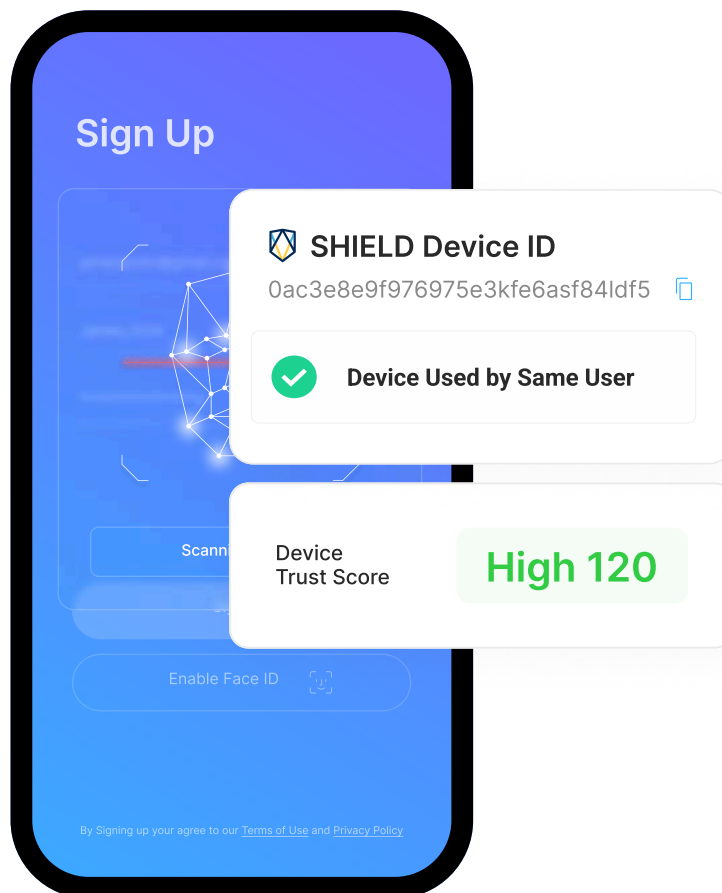 Sign Up
SHIELD Device ID
0ac3e8e9f976975e3kfe6asf84ldf5
Device Used by Same User
Scanni
Device
Trust Score
High 120
Enable Face ID
By Signing up your agree to our Terms of Use and Privacy Policy